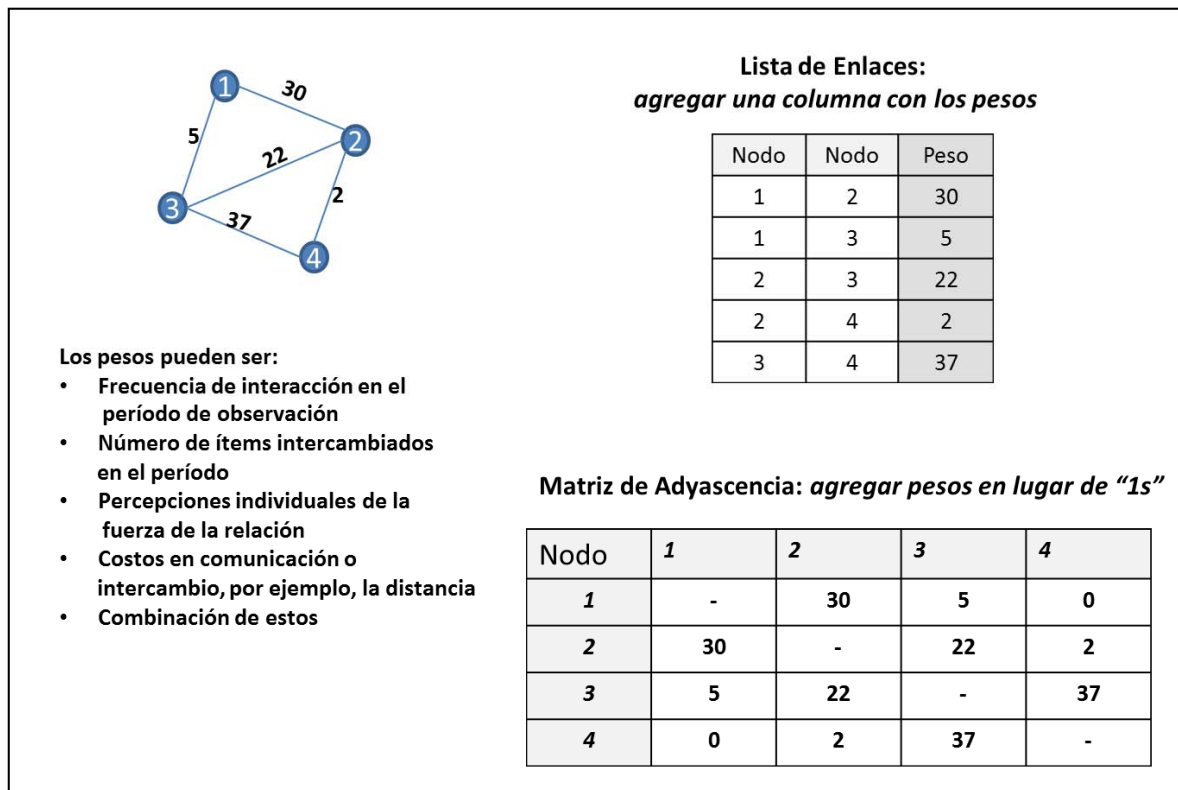 1
30
5
2
22
2
3
37
4
Los pesos pueden ser:
• Frecuencia de interacción en el
período de observación
• Número de ítems intercambiados
en el período
• Percepciones individuales de la
fuerza de la relación
• Costos en comunicación o
intercambio, por ejemplo, la distancia
• Combinación de estos
Lista de Enlaces:
agregar una columna con los pesos
Nodo Nodo Peso
1 2 30
1 3 5
2 3 22
2 4 2
3 4 37
Matriz de Adyascencia: agregar pesos en lugar de “1s”
Nodo 1 2 3 4
1 - 30 5 0
2 30 - 22 2
3 5 22 - 37
4 0 2 37 -